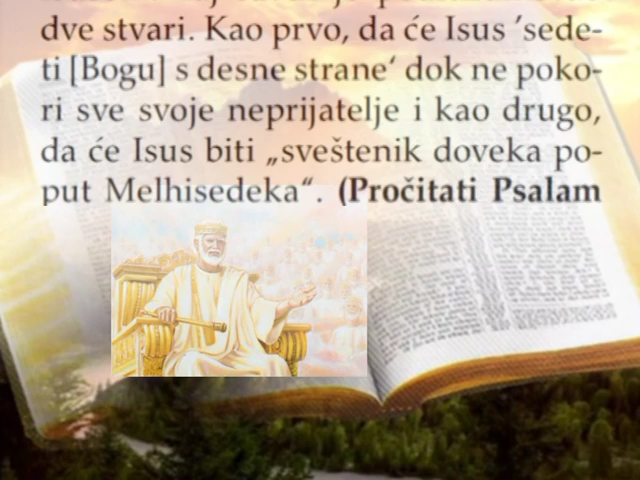 dve stvari. Kao prvo, da će Isus ’sede-
ti [Bogu] s desne strane‘ dok ne poko-
ri sve svoje neprijatelje i kao drugo,
da će Isus biti „sveštenik doveka po-
put Melhisedeka“. (Pročitati Psalam